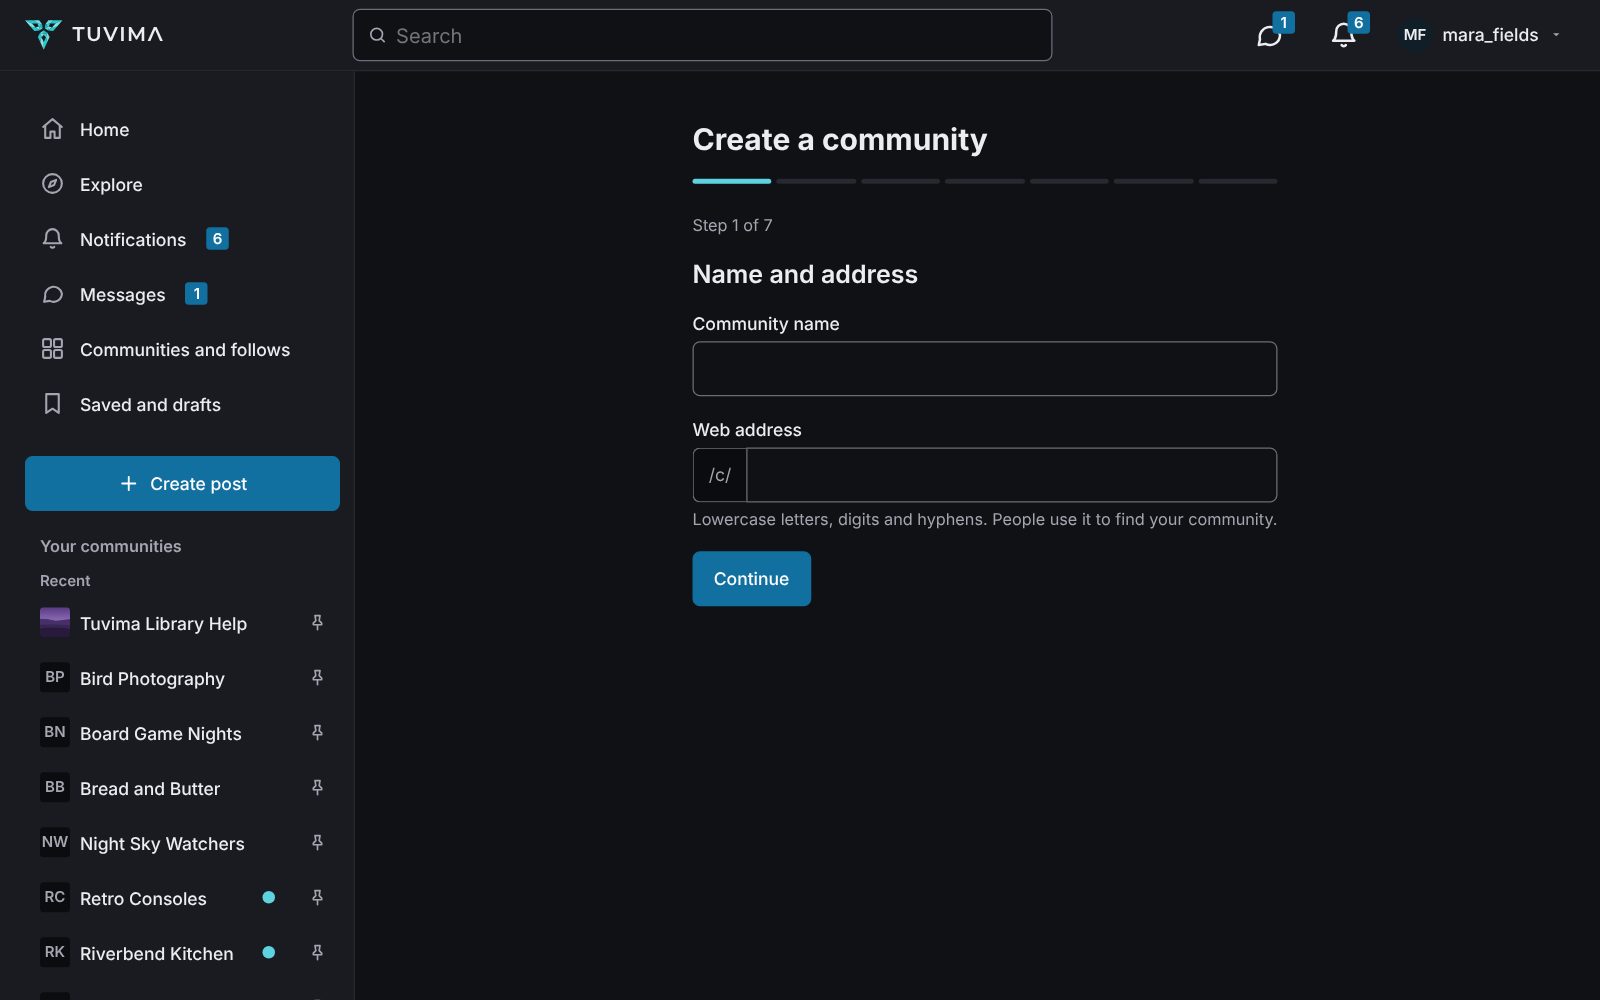 TUVIMA
Search
1
6
MF
mara_fields
Home
Explore
Notifications 6
Messages 1
Communities and follows
Saved and drafts
Create post
Your communities
Recent
Tuvima Library Help
BP Bird Photography
BN Board Game Nights
BB Bread and Butter
NW Night Sky Watchers
RC Retro Consoles
RK Riverbend Kitchen
Create a community
Step 1 of 7
Name and address
Community name
Web address
/c/
Lowercase letters, digits and hyphens. People use it to find your community.
Continue